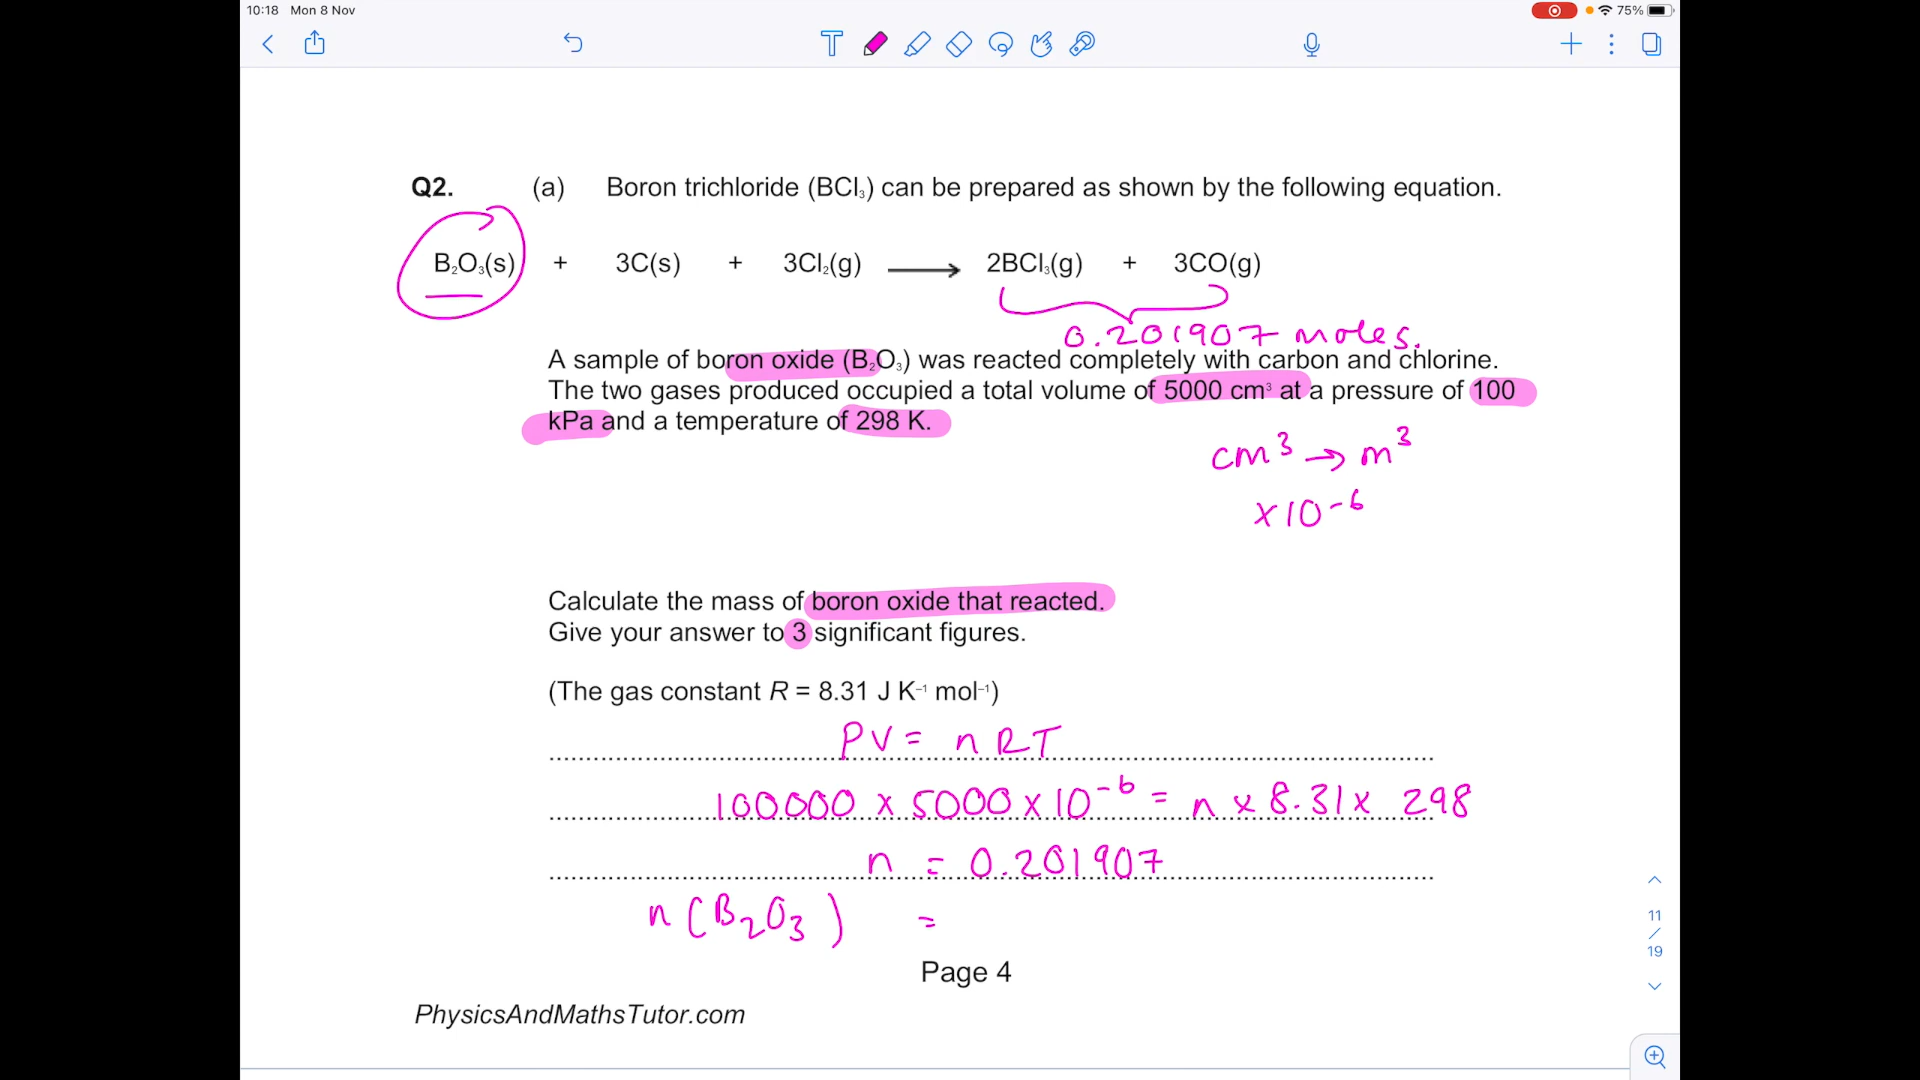 10:18 Mon 8 Nov 75%
Q2. (a) Boron trichloride (BCl₃) can be prepared as shown by the following equation.
B₂O₃(s) + 3C(s) + 3Cl₂(g) ⟶ 2BCl₃(g) + 3CO(g)
0.201907 moles.
A sample of boron oxide (B₂O₃) was reacted completely with carbon and chlorine.
The two gases produced occupied a total volume of 5000 cm³ at a pressure of 100
kPa and a temperature of 298 K.
cm³ → m³
×10⁻⁶
Calculate the mass of boron oxide that reacted.
Give your answer to 3 significant figures.
(The gas constant R = 8.31 J K⁻¹ mol⁻¹)
PV = nRT
100000 × 5000 × 10⁻⁶ = n × 8.31 × 298
n = 0.201907
n(B₂O₃) =
11
/
19
Page 4
PhysicsAndMathsTutor.com